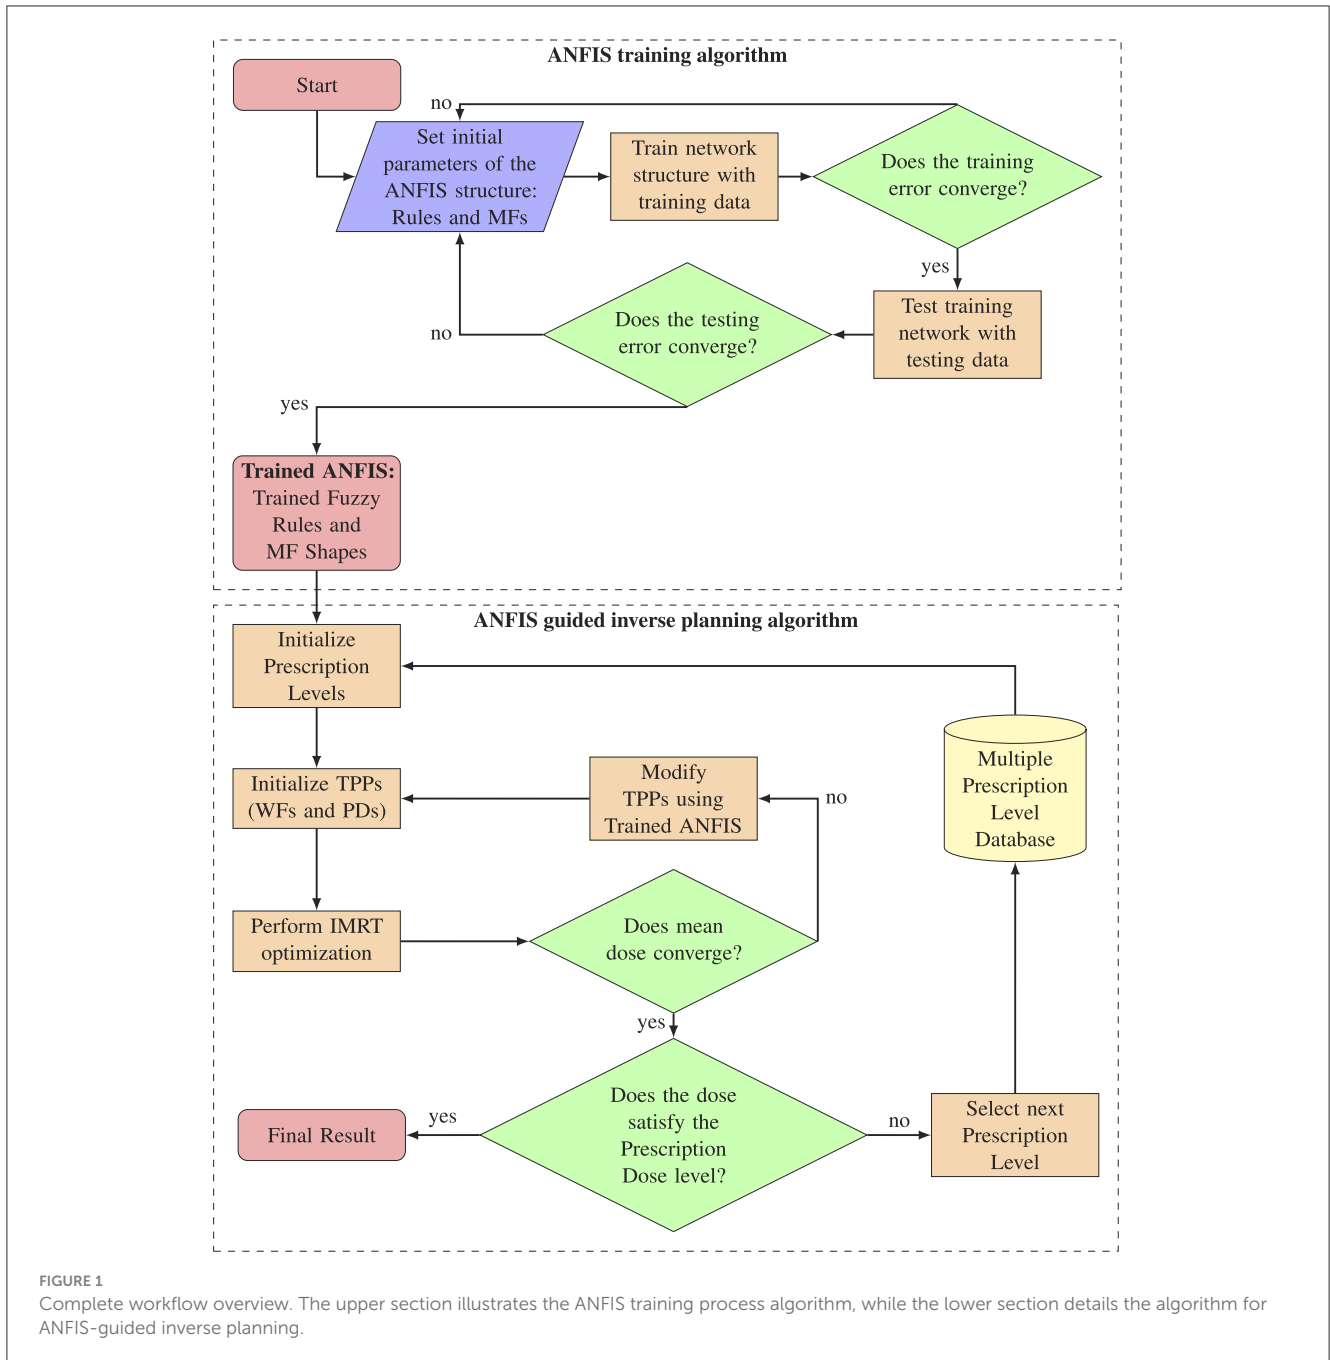 ANFIS training algorithm
Start
no
Set initial
parameters of the
ANFIS structure:
Rules and MFs
Train network
structure with
training data
Does the training
error converge?
yes
Test training
network with
testing data
Does the testing
error converge?
no
yes
Trained ANFIS:
Trained Fuzzy
Rules and
MF Shapes
ANFIS guided inverse planning algorithm
Initialize
Prescription
Levels
Initialize TPPs
(WFs and PDs)
Modify
TPPs using
Trained ANFIS
no
Multiple
Prescription
Level
Database
Perform IMRT
optimization
Does mean
dose converge?
yes
Does the dose
satisfy the
Prescription
Dose level?
yes
Final Result
no
Select next
Prescription
Level
FIGURE 1
Complete workflow overview. The upper section illustrates the ANFIS training process algorithm, while the lower section details the algorithm for
ANFIS-guided inverse planning.